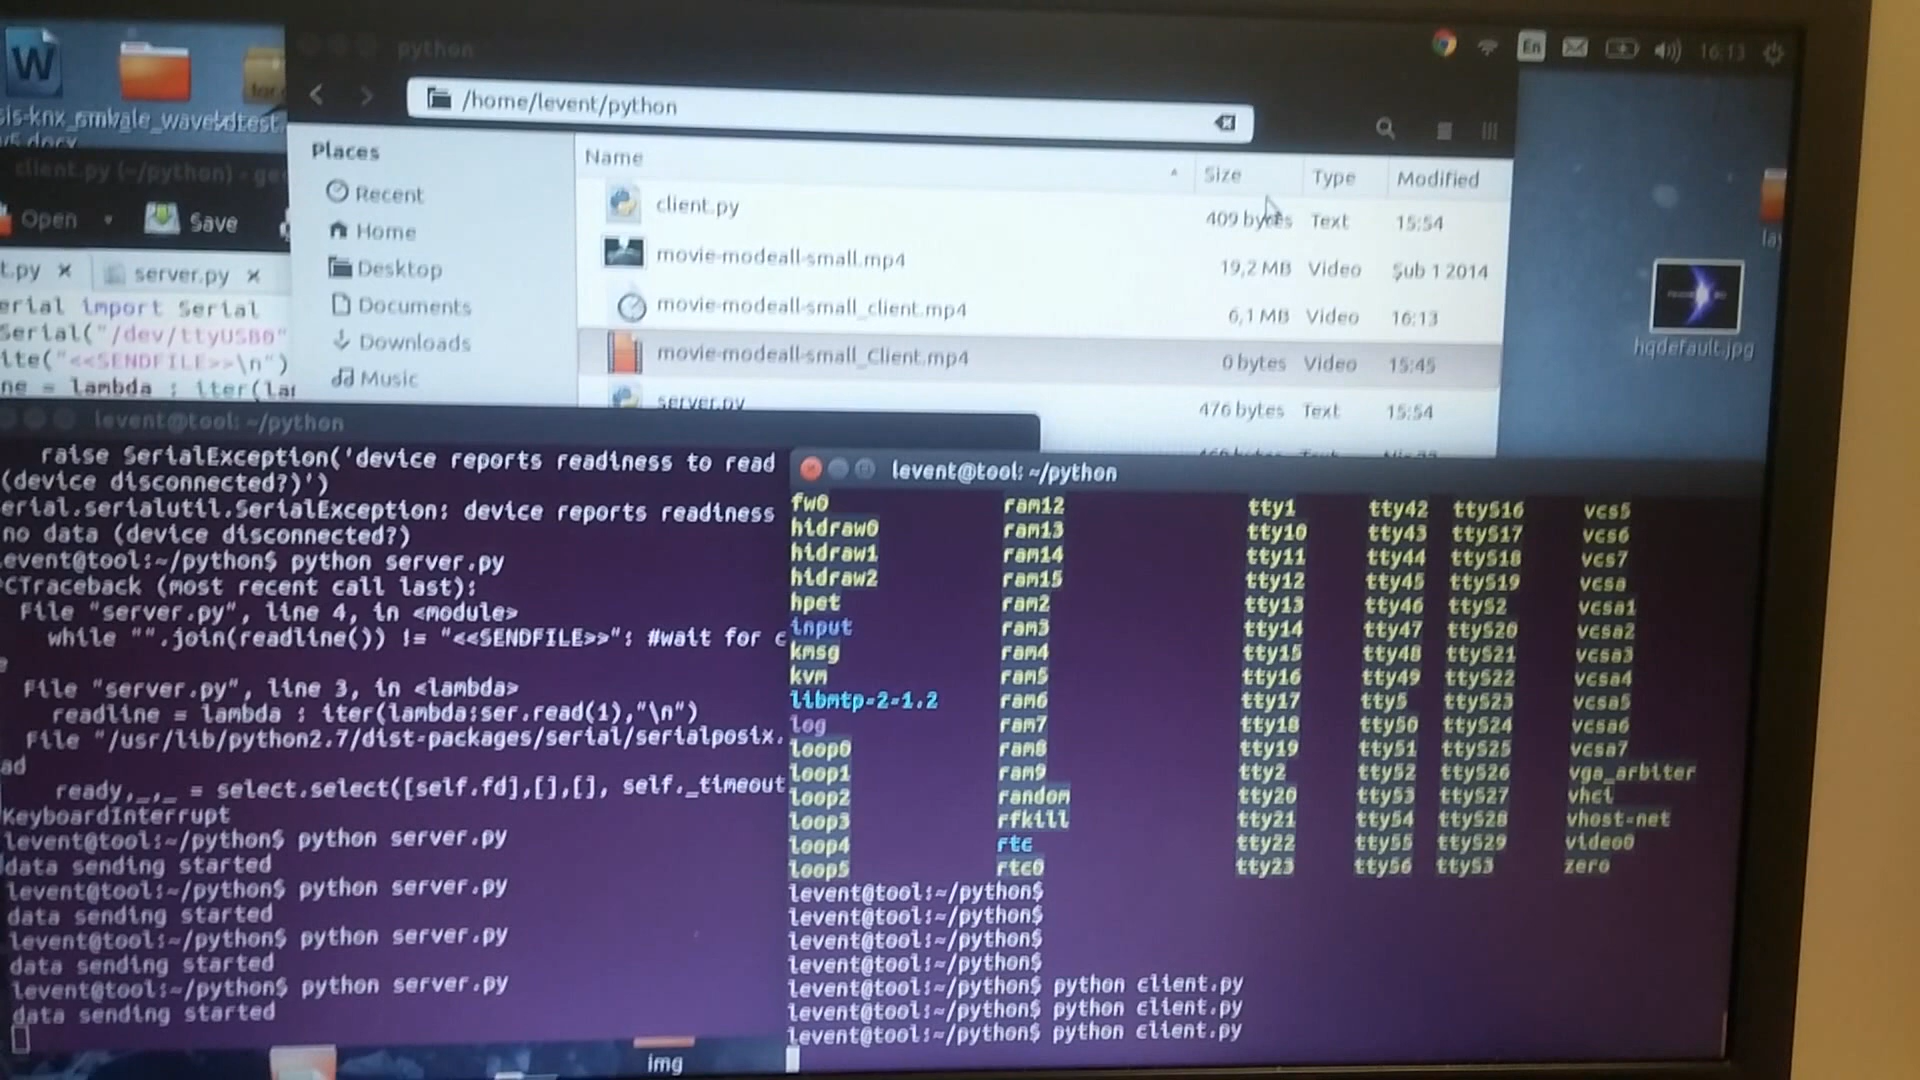 python
En
16:13
/home/levent/python
client.py (~/python) - ge
Open
Save
t.py x
server.py x
erial import Serial
Serial("/dev/ttyUSB0"
ite("<<SENDFILE>>\n")
ne = lambda : iter(la
Places
Recent
Home
Desktop
Documents
Downloads
Music
Name Size Type Modified
client.py 409 bytes Text 15:54
movie-modeall-small.mp4 19,2 MB Video Şub 1 2014
movie-modeall-small_client.mp4 6,1 MB Video 16:13
movie-modeall-small_Client.mp4 0 bytes Video 15:45
server.py 476 bytes Text 15:54
hqdefault.jpg
levent@tool: ~/python
raise SerialException('device reports readiness to read
(device disconnected?)')
erial.serialutil.SerialException: device reports readiness
no data (device disconnected?)
event@tool:~/python$ python server.py
^CTraceback (most recent call last):
File "server.py", line 4, in <module>
while "".join(readline()) != "<<SENDFILE>>": #wait for c
e
File "server.py", line 3, in <lambda>
readline = lambda : iter(lambda:ser.read(1),"\n")
File "/usr/lib/python2.7/dist-packages/serial/serialposix.
ad
ready,_,_ = select.select([self.fd],[],[], self._timeout
KeyboardInterrupt
levent@tool:~/python$ python server.py
data sending started
levent@tool:~/python$ python server.py
data sending started
levent@tool:~/python$ python server.py
data sending started
levent@tool:~/python$ python server.py
data sending started
levent@tool: ~/python
fw0 ram12 tty1 tty42 ttyS16 vcs5
hidraw0 ram13 tty10 tty43 ttyS17 vcs6
hidraw1 ram14 tty11 tty44 ttyS18 vcs7
hidraw2 ram15 tty12 tty45 ttyS19 vcsa
hpet ram2 tty13 tty46 ttyS2 vcsa1
input ram3 tty14 tty47 ttyS20 vcsa2
kmsg ram4 tty15 tty48 ttyS21 vcsa3
kvm ram5 tty16 tty49 ttyS22 vcsa4
libmtp-2-1.2 ram6 tty17 tty5 ttyS23 vcsa5
log ram7 tty18 tty50 ttyS24 vcsa6
loop0 ram8 tty19 tty51 ttyS25 vcsa7
loop1 ram9 tty2 tty52 ttyS26 vga_arbiter
loop2 random tty20 tty53 ttyS27 vhci
loop3 rfkill tty21 tty54 ttyS28 vhost-net
loop4 rtc tty22 tty55 ttyS29 video0
loop5 rtc0 tty23 tty56 ttyS3 zero
levent@tool:~/python$
levent@tool:~/python$
levent@tool:~/python$
levent@tool:~/python$
levent@tool:~/python$ python client.py
levent@tool:~/python$ python client.py
levent@tool:~/python$ python client.py
img